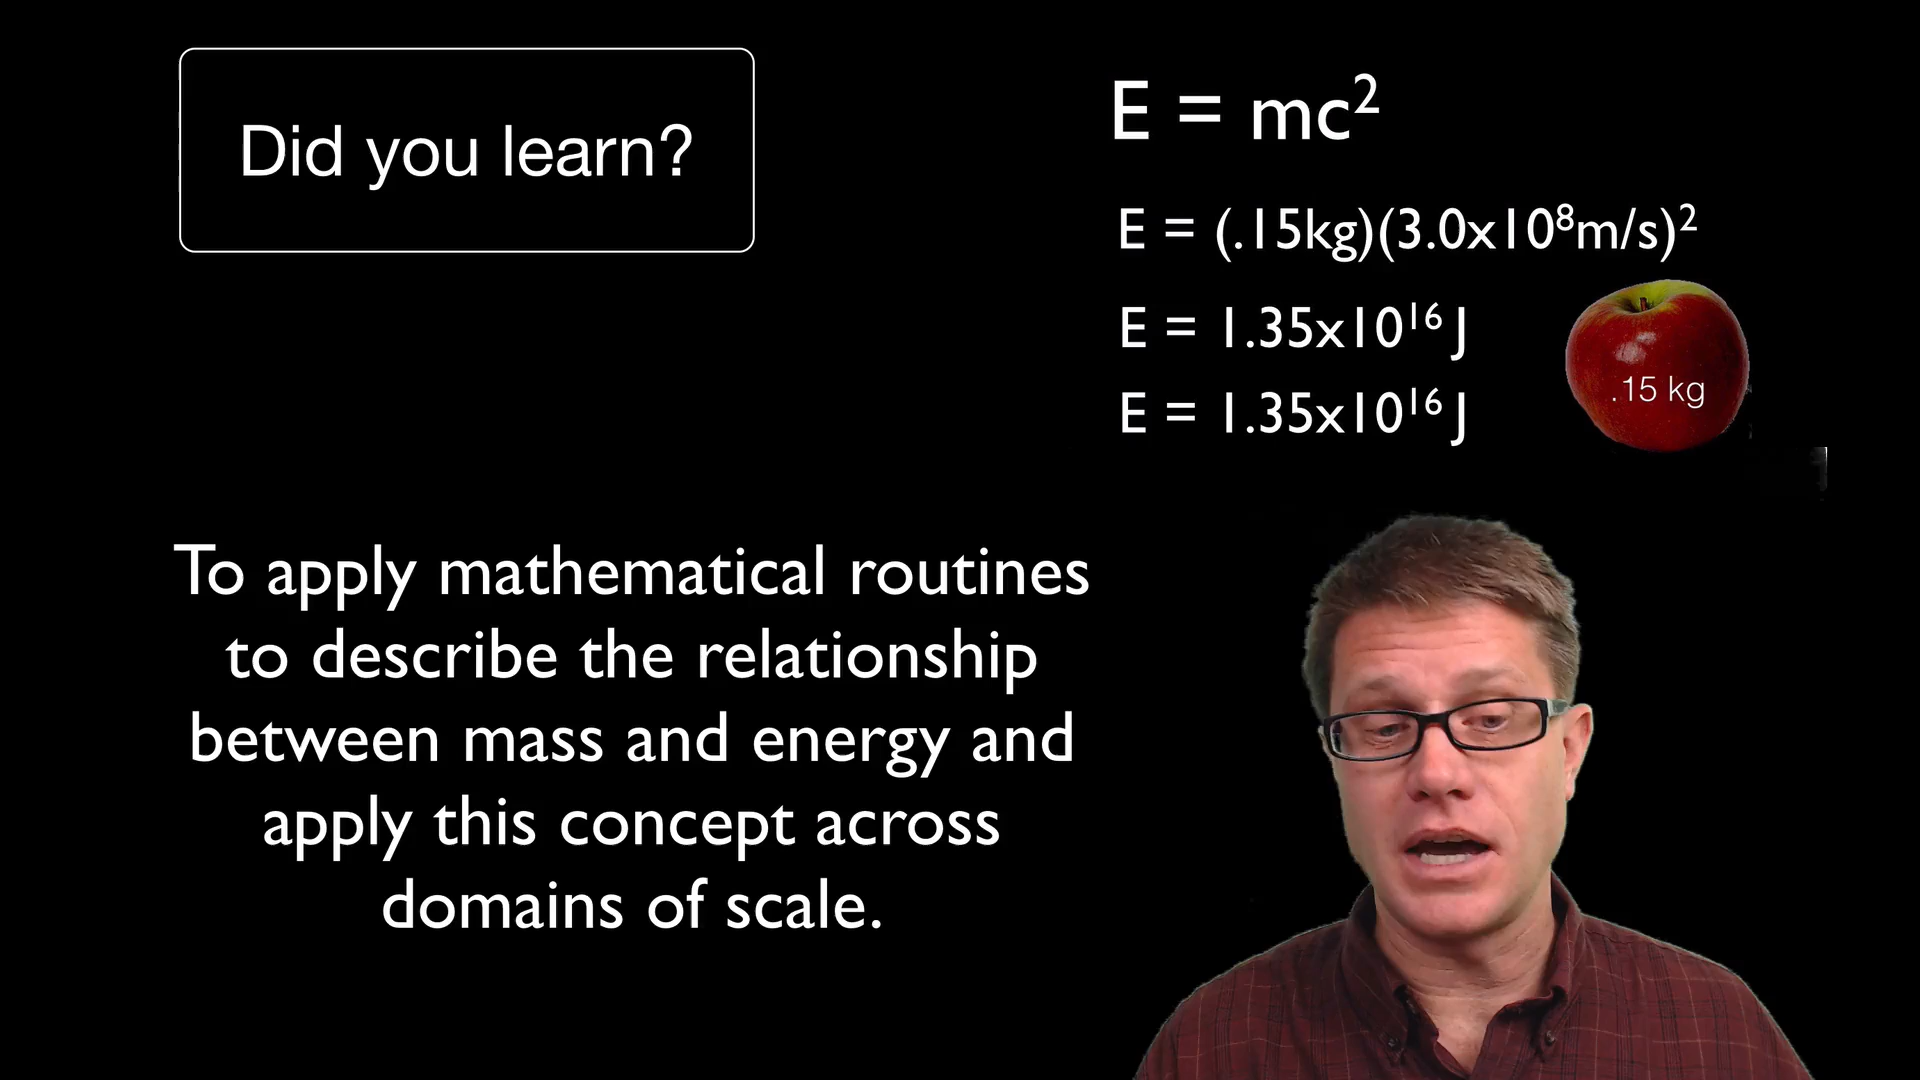 Did you learn?
E = mc²
E = (.15kg)(3.0x10⁸m/s)²
E = 1.35x10¹⁶ J
.15 kg
E = 1.35x10¹⁶ J
To apply mathematical routines
to describe the relationship
between mass and energy and
apply this concept across
domains of scale.